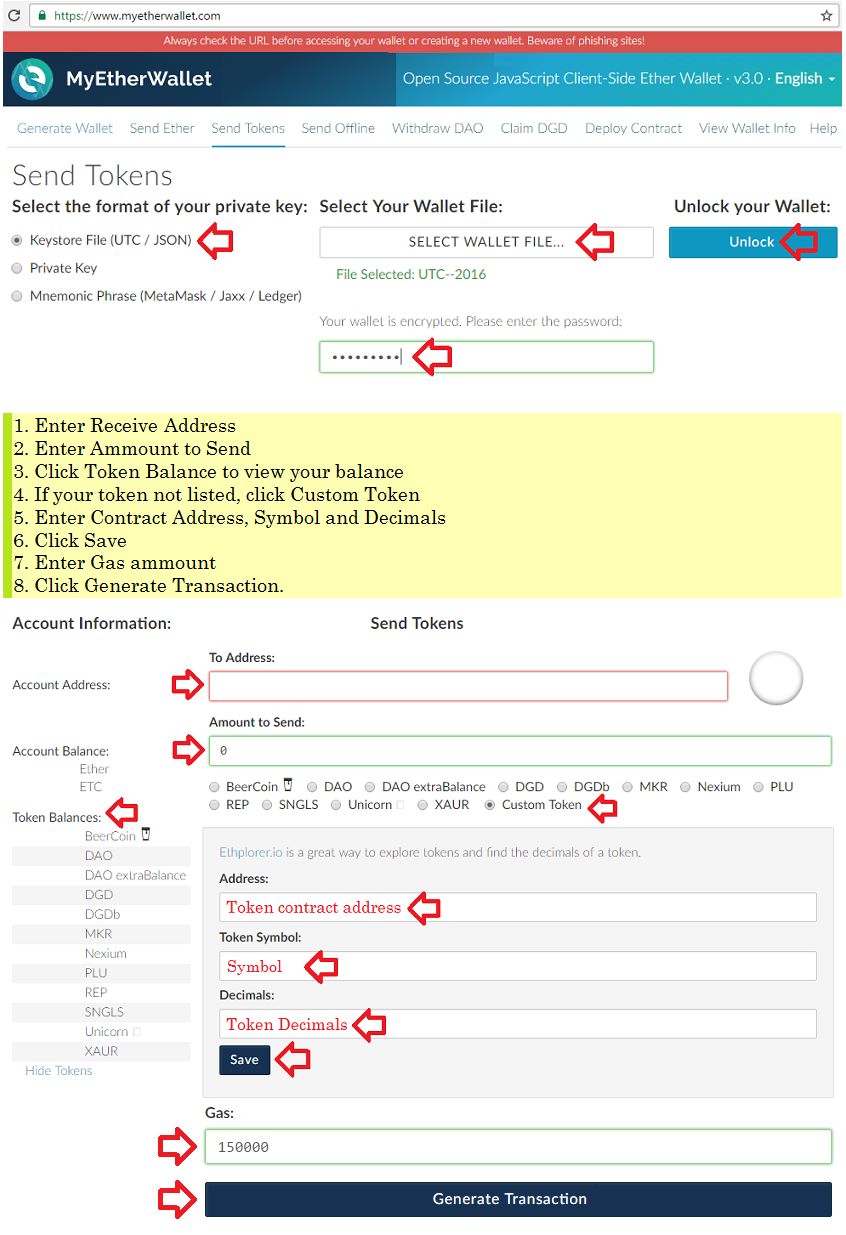 https://www.myetherwallet.com
Always check the URL before accessing your wallet or creating a new wallet. Beware of phishing sites!
MyEtherWallet
Open Source JavaScript Client-Side Ether Wallet · v3.0 · English
Generate Wallet Send Ether Send Tokens Send Offline Withdraw DAO Claim DGD Deploy Contract View Wallet Info Help
Send Tokens
Select the format of your private key: Select Your Wallet File: Unlock your Wallet:
Keystore File (UTC / JSON) SELECT WALLET FILE... Unlock
Private Key File Selected: UTC--2016
Mnemonic Phrase (MetaMask / Jaxx / Ledger)
Your wallet is encrypted. Please enter the password:
1. Enter Receive Address
2. Enter Ammount to Send
3. Click Token Balance to view your balance
4. If your token not listed, click Custom Token
5. Enter Contract Address, Symbol and Decimals
6. Click Save
7. Enter Gas ammount
8. Click Generate Transaction.
Account Information: Send Tokens
To Address:
Account Address:
Amount to Send:
Account Balance: 0
Ether
ETC
BeerCoin DAO DAO extraBalance DGD DGDb MKR Nexium PLU
REP SNGLS Unicorn XAUR Custom Token
Token Balances:
BeerCoin
DAO
DAO extraBalance
DGD
DGDb
MKR
Nexium
PLU
REP
SNGLS
Unicorn
XAUR
Hide Tokens
Ethplorer.io is a great way to explore tokens and find the decimals of a token.
Address:
Token contract address
Token Symbol:
Symbol
Decimals:
Token Decimals
Save
Gas:
150000
Generate Transaction